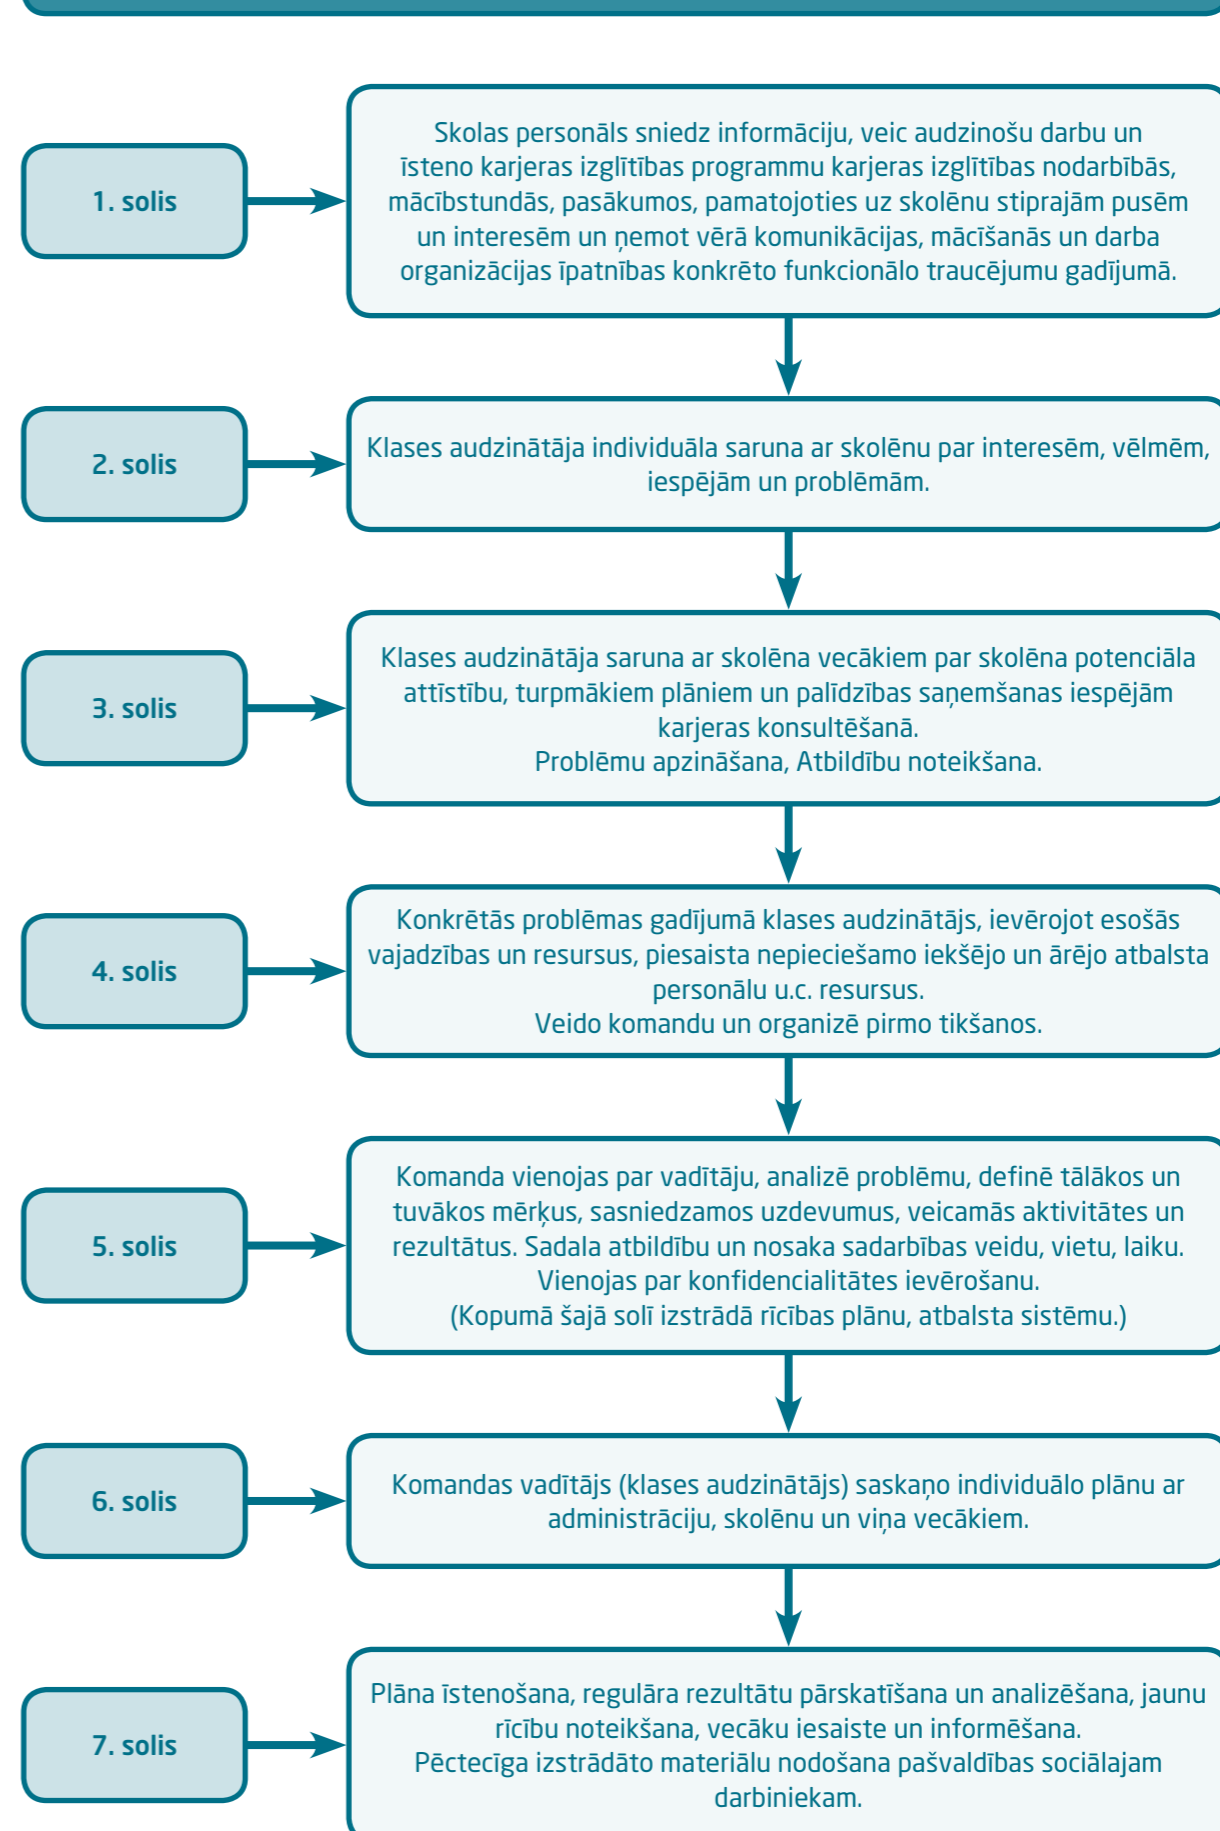 1. solis
Skolas personāls sniedz informāciju, veic audzinošu darbu un
īsteno karjeras izglītības programmu karjeras izglītības nodarbībās,
mācībstundās, pasākumos, pamatojoties uz skolēnu stiprajām pusēm
un interesēm un ņemot vērā komunikācijas, mācīšanās un darba
organizācijas īpatnības konkrēto funkcionālo traucējumu gadījumā.
2. solis
Klases audzinātāja individuāla saruna ar skolēnu par interesēm, vēlmēm,
iespējām un problēmām.
3. solis
Klases audzinātāja saruna ar skolēna vecākiem par skolēna potenciāla
attīstību, turpmākiem plāniem un palīdzības saņemšanas iespējām
karjeras konsultēšanā.
Problēmu apzināšana, Atbildību noteikšana.
4. solis
Konkrētās problēmas gadījumā klases audzinātājs, ievērojot esošās
vajadzības un resursus, piesaista nepieciešamo iekšējo un ārējo atbalsta
personālu u.c. resursus.
Veido komandu un organizē pirmo tikšanos.
5. solis
Komanda vienojas par vadītāju, analizē problēmu, definē tālākos un
tuvākos mērķus, sasniedzamos uzdevumus, veicamās aktivitātes un
rezultātus. Sadala atbildību un nosaka sadarbības veidu, vietu, laiku.
Vienojas par konfidencialitātes ievērošanu.
(Kopumā šajā solī izstrādā rīcības plānu, atbalsta sistēmu.)
6. solis
Komandas vadītājs (klases audzinātājs) saskaņo individuālo plānu ar
administrāciju, skolēnu un viņa vecākiem.
7. solis
Plāna īstenošana, regulāra rezultātu pārskatīšana un analizēšana, jaunu
rīcību noteikšana, vecāku iesaiste un informēšana.
Pēctecīga izstrādāto materiālu nodošana pašvaldības sociālajam
darbiniekam.